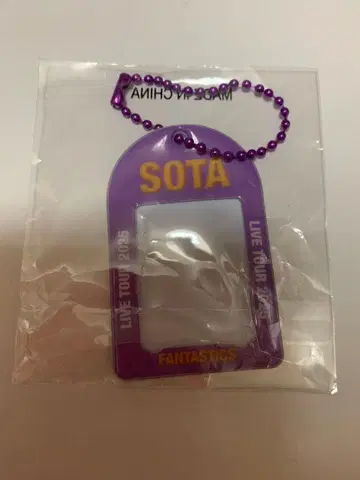 MADE IN CHINA
SOTA
LIVE TOUR 2025
LIVE TOUR 2025
FANTASTICS